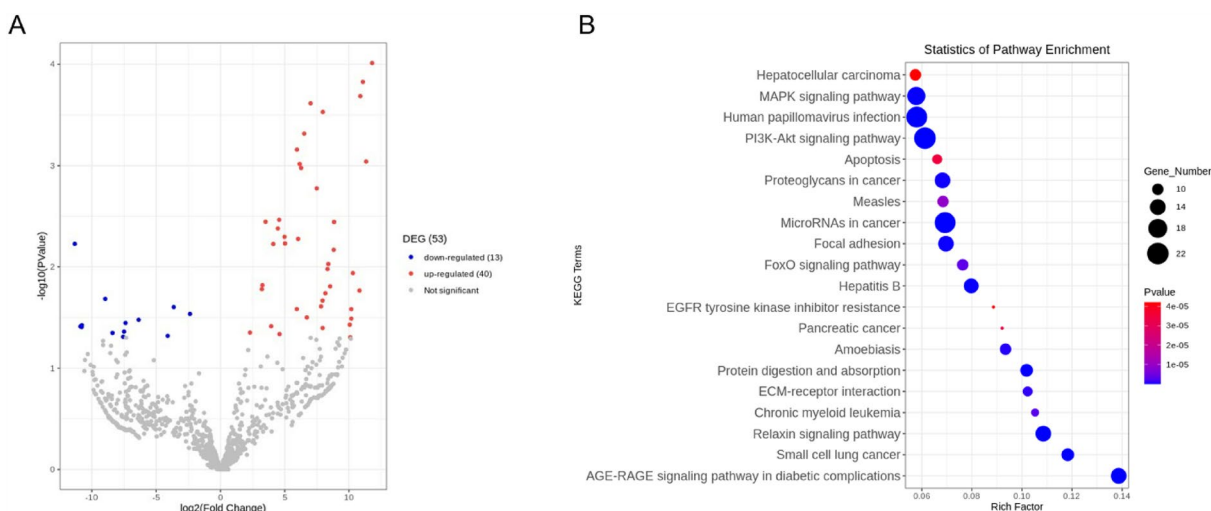 A
4
3
2
1
0
-log10(PValue)
-10
-5
0
5
10
log2(Fold Change)
DEG (53)
down-regulated (13)
up-regulated (40)
Not significant
B
Statistics of Pathway Enrichment
KEGG Terms
Hepatocellular carcinoma
MAPK signaling pathway
Human papillomavirus infection
PI3K-Akt signaling pathway
Apoptosis
Proteoglycans in cancer
Measles
MicroRNAs in cancer
Focal adhesion
FoxO signaling pathway
Hepatitis B
EGFR tyrosine kinase inhibitor resistance
Pancreatic cancer
Amoebiasis
Protein digestion and absorption
ECM-receptor interaction
Chronic myeloid leukemia
Relaxin signaling pathway
Small cell lung cancer
AGE-RAGE signaling pathway in diabetic complications
0.06
0.08
0.10
0.12
0.14
Rich Factor
Gene_Number
10
14
18
22
Pvalue
4e-05
3e-05
2e-05
1e-05